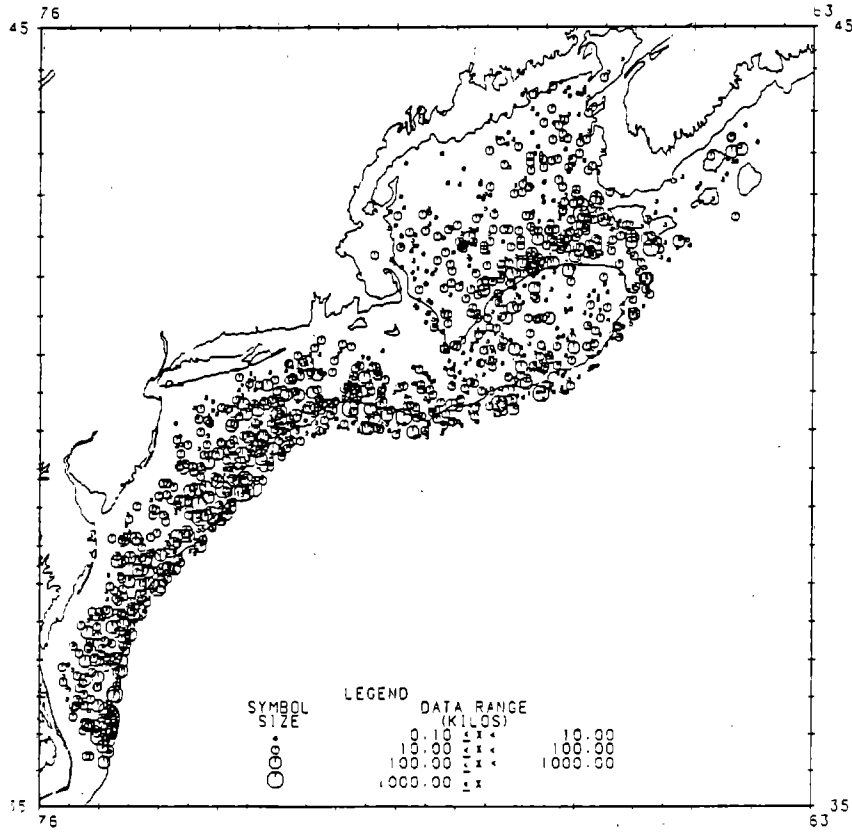 76 63
45 45
LEGEND
SYMBOL DATA RANGE
SIZE (KILOS)
0.10 ≤ x < 10.00
10.00 ≤ x < 100.00
100.00 ≤ x < 1000.00
1000.00 ≤ x
35 35
76 63